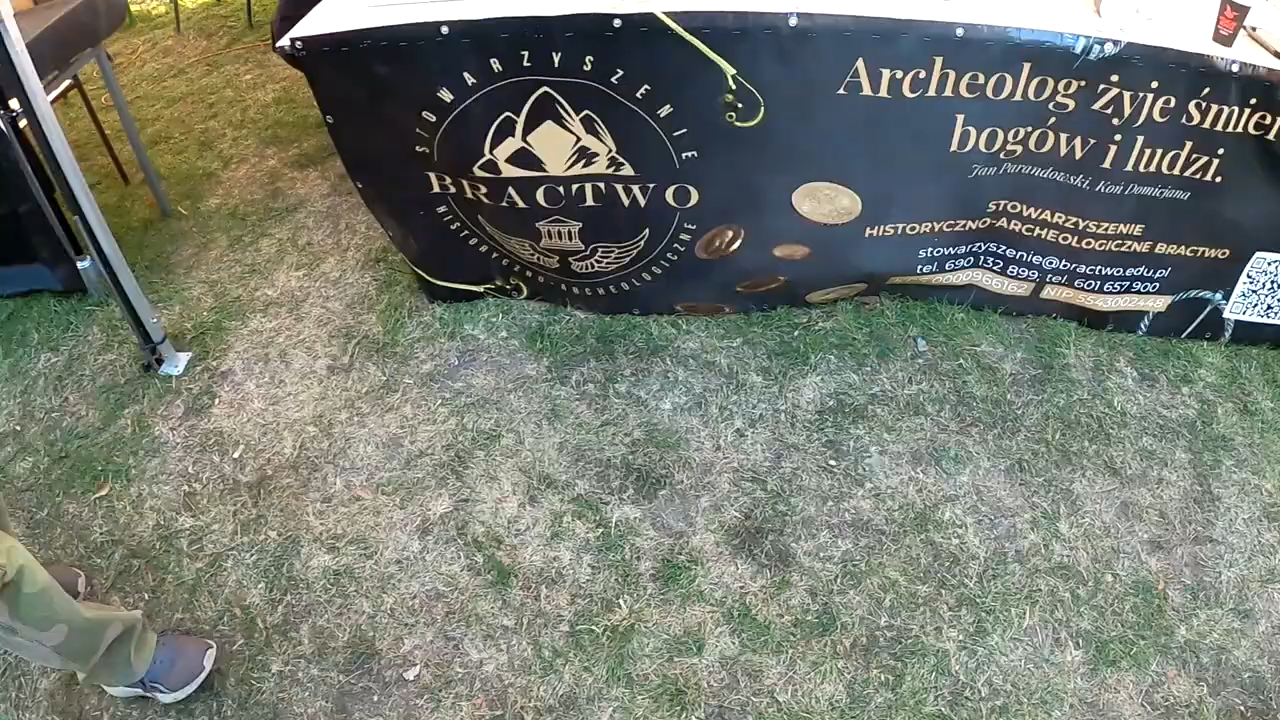 STOWARZYSZENIE
BRACTWO
HISTORYCZNO-ARCHEOLOGICZNE
Archeolog żyje
bogów i ludzi.
Jan Parandowski, Koń Domicjana
STOWARZYSZENIE
HISTORYCZNO-ARCHEOLOGICZNE BRACTWO
stowarzyszenie@bractwo.edu.pl
tel. 690 132 899; tel. 601 657 900
0000966162 NIP 5543002448